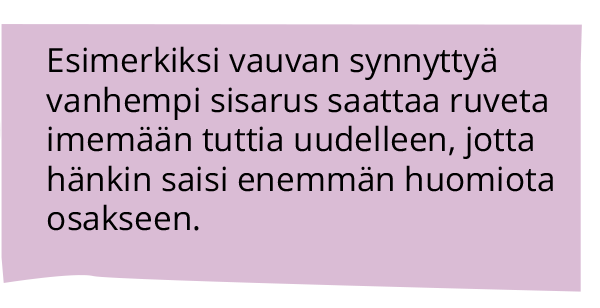 Esimerkiksi vauvan synnyttyä
vanhempi sisarus saattaa ruveta
imemään tuttia uudelleen, jotta
hänkin saisi enemmän huomiota
osakseen.